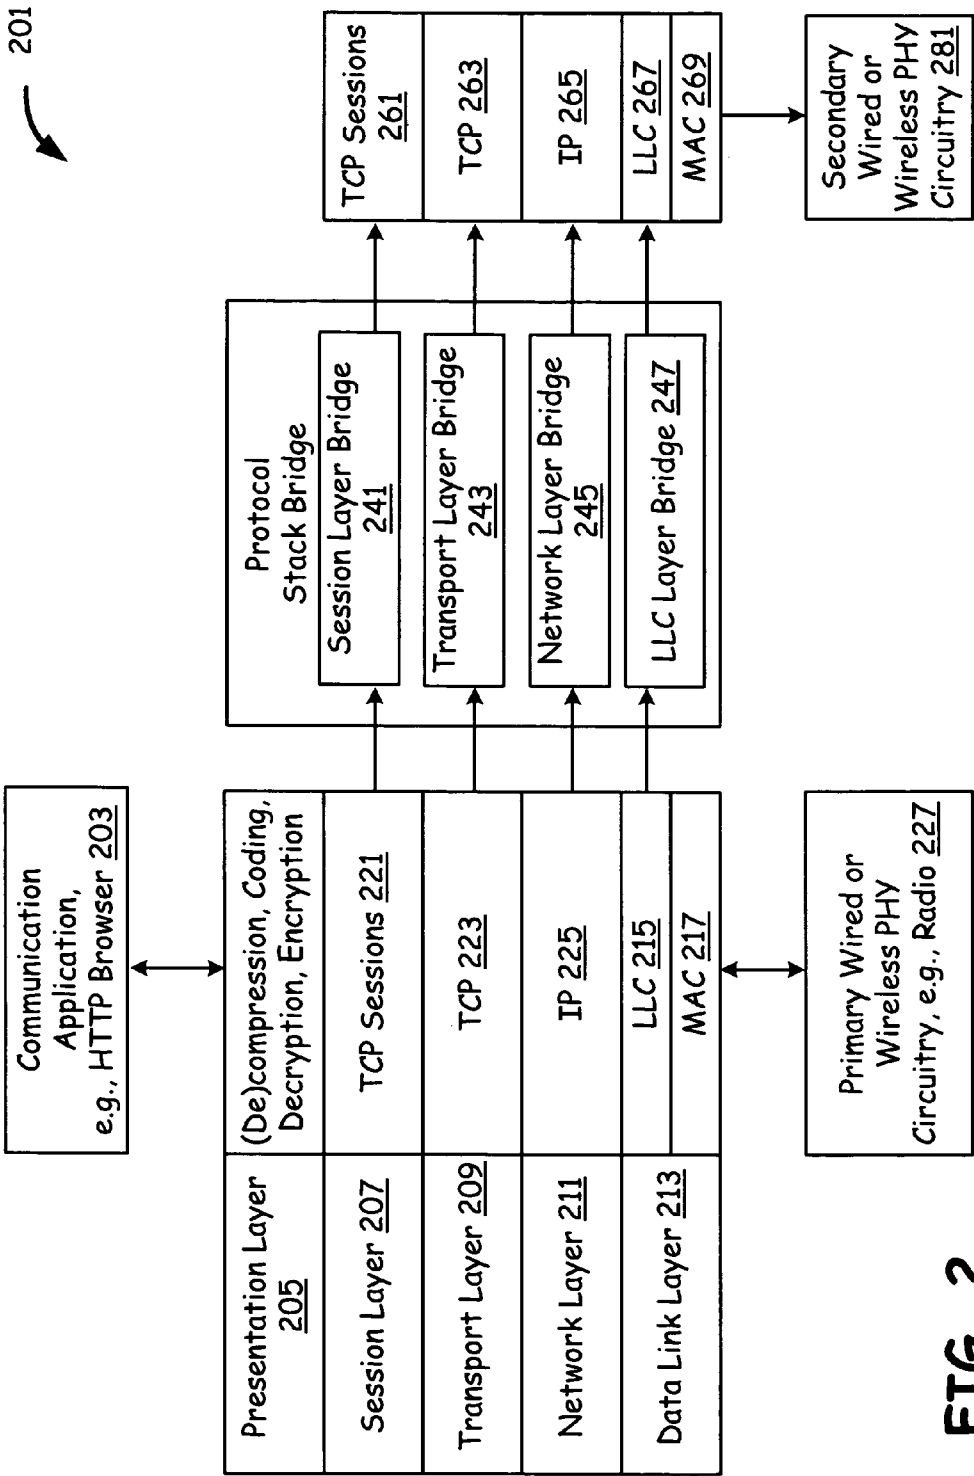 201
Communication
Application,
e.g., HTTP Browser 203
Presentation Layer
205
(De)compression, Coding,
Decryption, Encryption
Session Layer 207
TCP Sessions 221
Transport Layer 209
TCP 223
Network Layer 211
IP 225
Data Link Layer 213
LLC 215
MAC 217
Primary Wired or
Wireless PHY
Circuitry, e.g., Radio 227
Protocol
Stack Bridge
Session Layer Bridge
241
Transport Layer Bridge
243
Network Layer Bridge
245
LLC Layer Bridge 247
TCP Sessions
261
TCP 263
IP 265
LLC 267
MAC 269
Secondary
Wired or
Wireless PHY
Circuitry 281
FIG 2